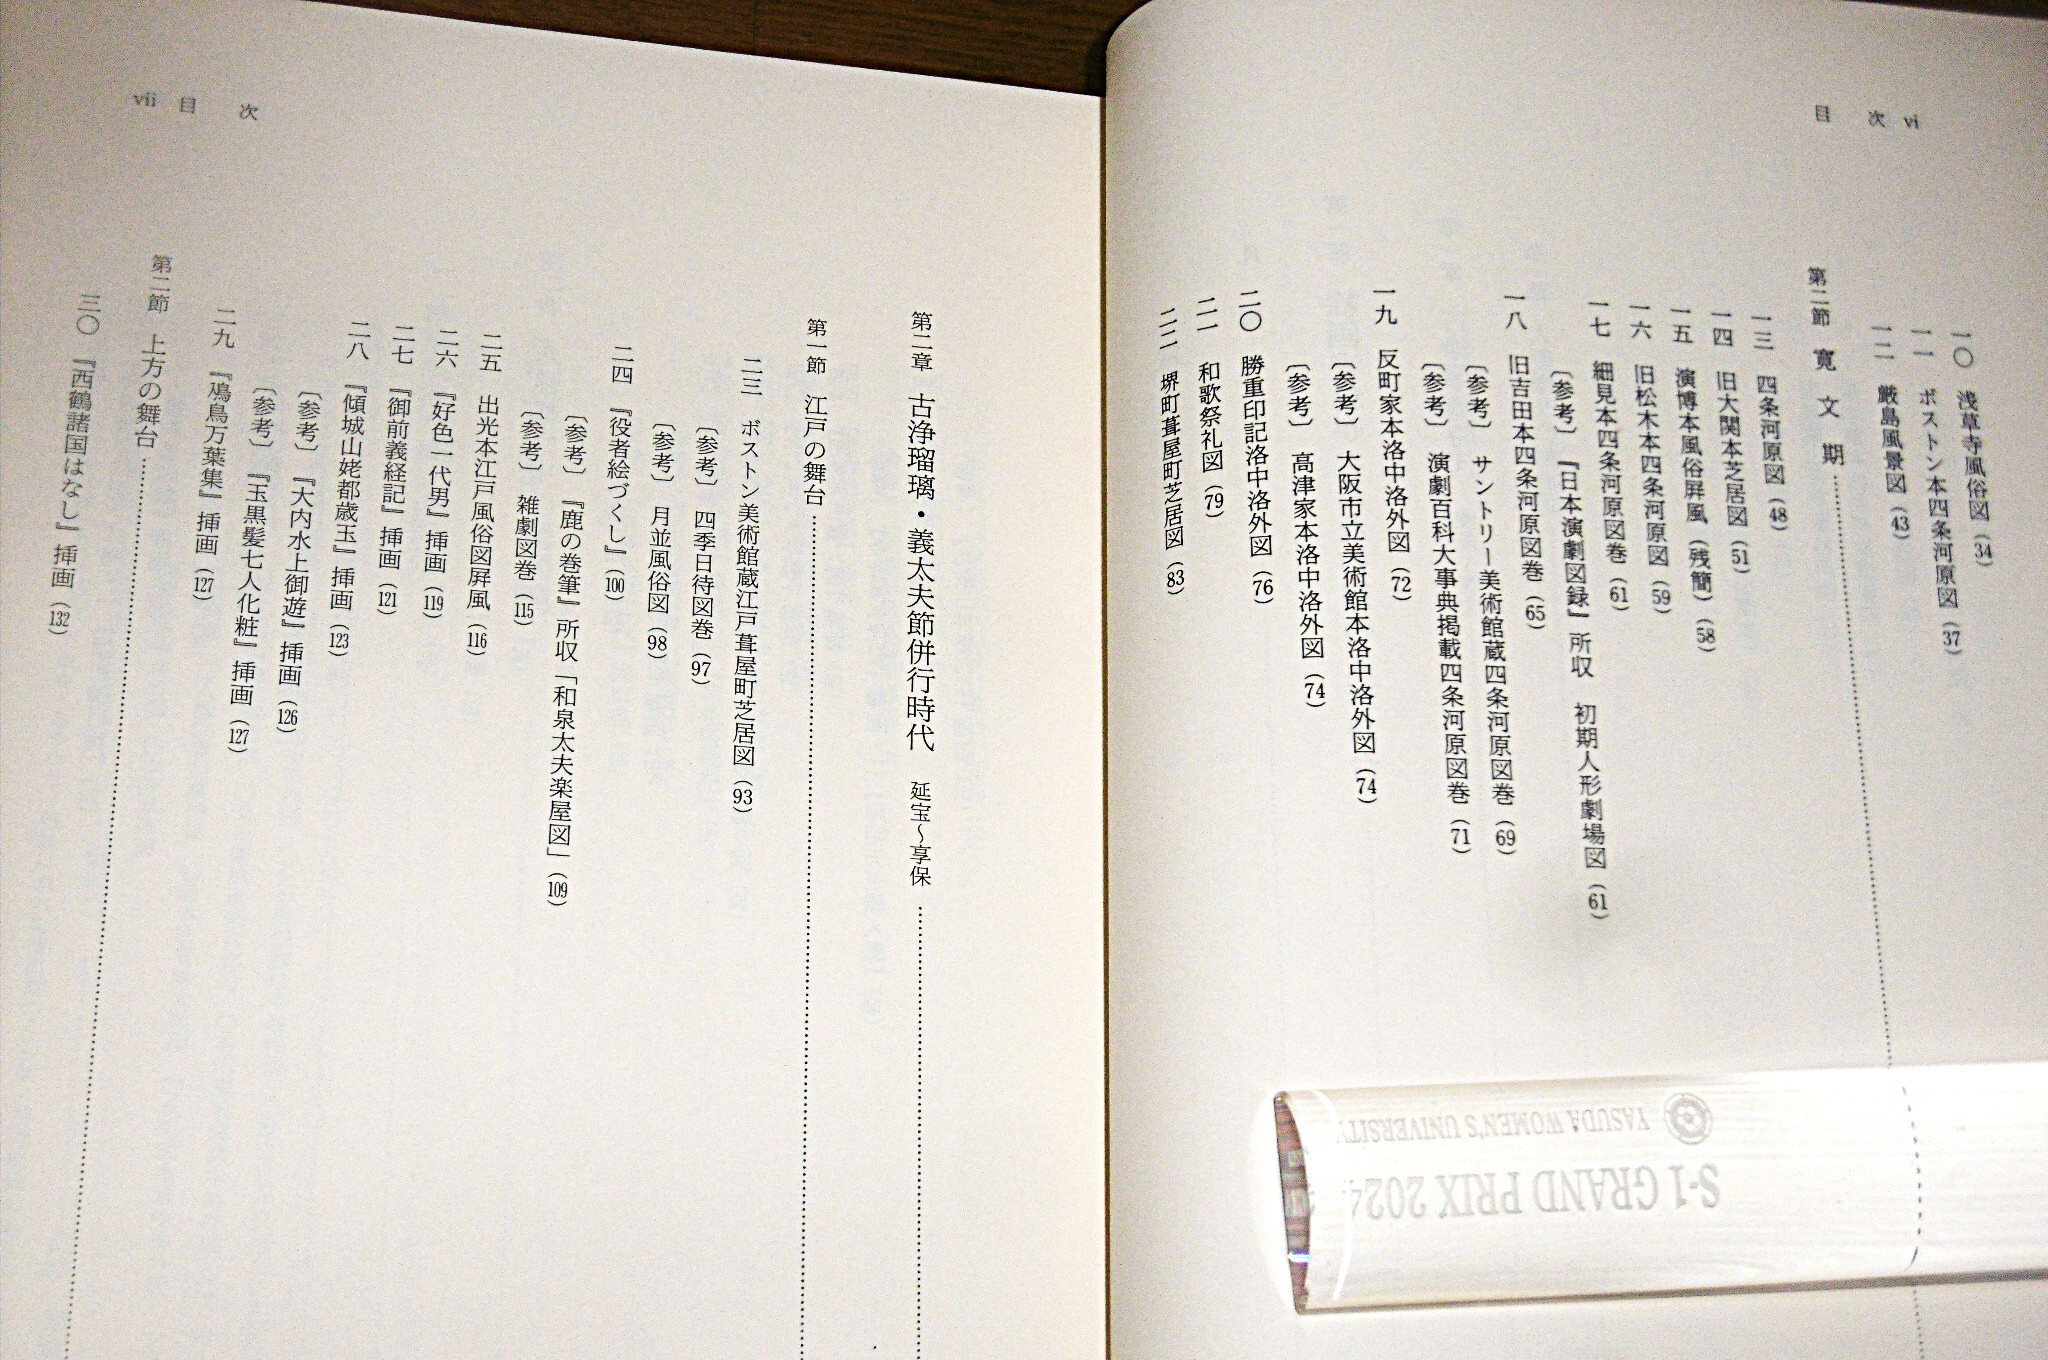 目　次　vi
一〇　浅草寺風俗図（34）
一一　ボストン本四条河原図（37）
一二　厳島風景図（43）
第二節　寛　文　期
一三　四条河原図（48）
一四　旧大関本芝居図（51）
一五　演博本風俗屛風（残簡）（58）
一六　旧松木本四条河原図（59）
一七　細見本四条河原図巻（61）
〔参考〕『日本演劇図録』所収　初期人形劇場図（61）
一八　旧吉田本四条河原図巻（65）
〔参考〕　サントリー美術館蔵四条河原図巻（69）
〔参考〕　演劇百科大事典掲載四条河原図巻（71）
一九　反町家本洛中洛外図（72）
〔参考〕　大阪市立美術館本洛中洛外図（74）
〔参考〕　高津家本洛中洛外図（74）
二〇　勝重印記洛中洛外図（76）
二一　和歌祭礼図（79）
二二　堺町葺屋町芝居図（83）
YASUDA WOMEN'S UNIVERSITY
S-1 GRAND PRIX 2024
vii　目　次
第二章　古浄瑠璃・義太夫節併行時代　延宝〜享保
第一節　江戸の舞台
二三　ボストン美術館蔵江戸葺屋町芝居図（93）
〔参考〕　四季日待図巻（97）
〔参考〕　月並風俗図（98）
二四　『役者絵づくし』（100）
〔参考〕　『鹿の巻筆』所収「和泉太夫楽屋図」（109）
〔参考〕　雑劇図巻（115）
二五　出光本江戸風俗図屛風（116）
二六　『好色一代男』挿画（119）
二七　『御前義経記』挿画（121）
二八　『傾城山姥都歳玉』挿画（123）
〔参考〕　『大内水上御遊』挿画（126）
〔参考〕　『玉黒髪七人化粧』挿画（127）
二九　『鳰鳥万葉集』挿画（127）
第二節　上方の舞台
三〇　『西鶴諸国はなし』挿画（132）